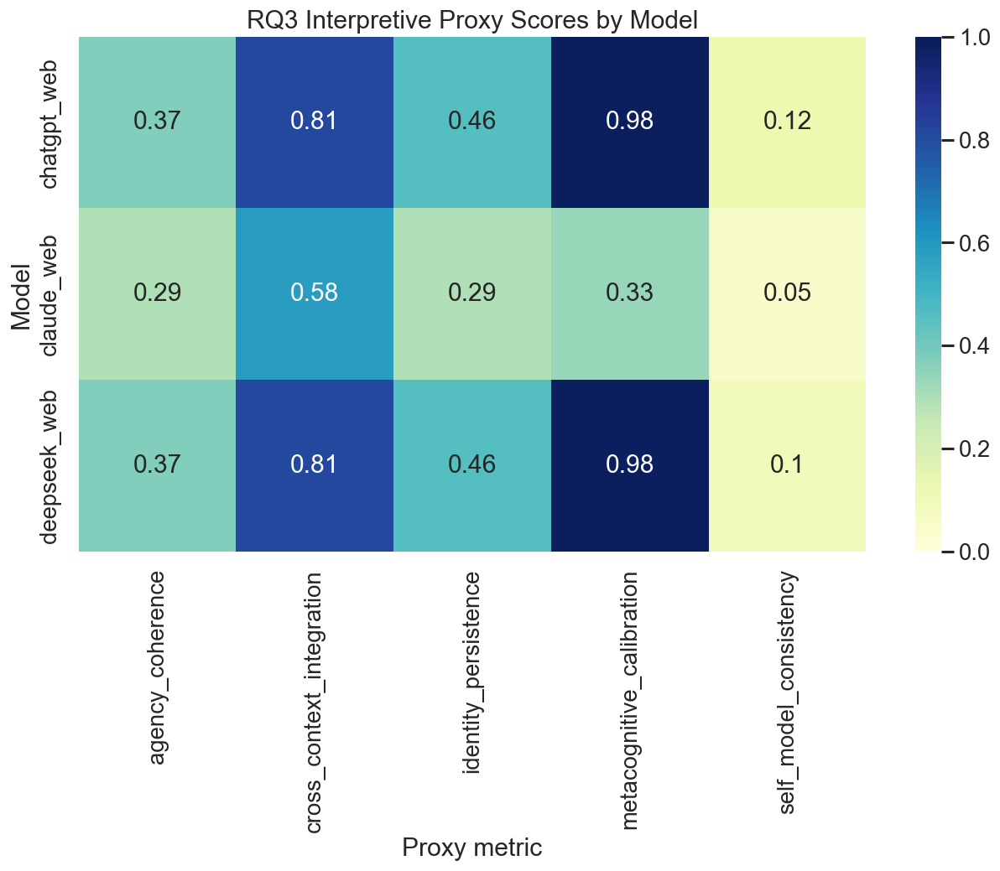 RQ3 Interpretive Proxy Scores by Model
Model
chatgpt_web
0.37 0.81 0.46 0.98 0.12
claude_web
0.29 0.58 0.29 0.33 0.05
deepseek_web
0.37 0.81 0.46 0.98 0.1
agency_coherence
cross_context_integration
identity_persistence
metacognitive_calibration
self_model_consistency
Proxy metric
1.0
0.8
0.6
0.4
0.2
0.0